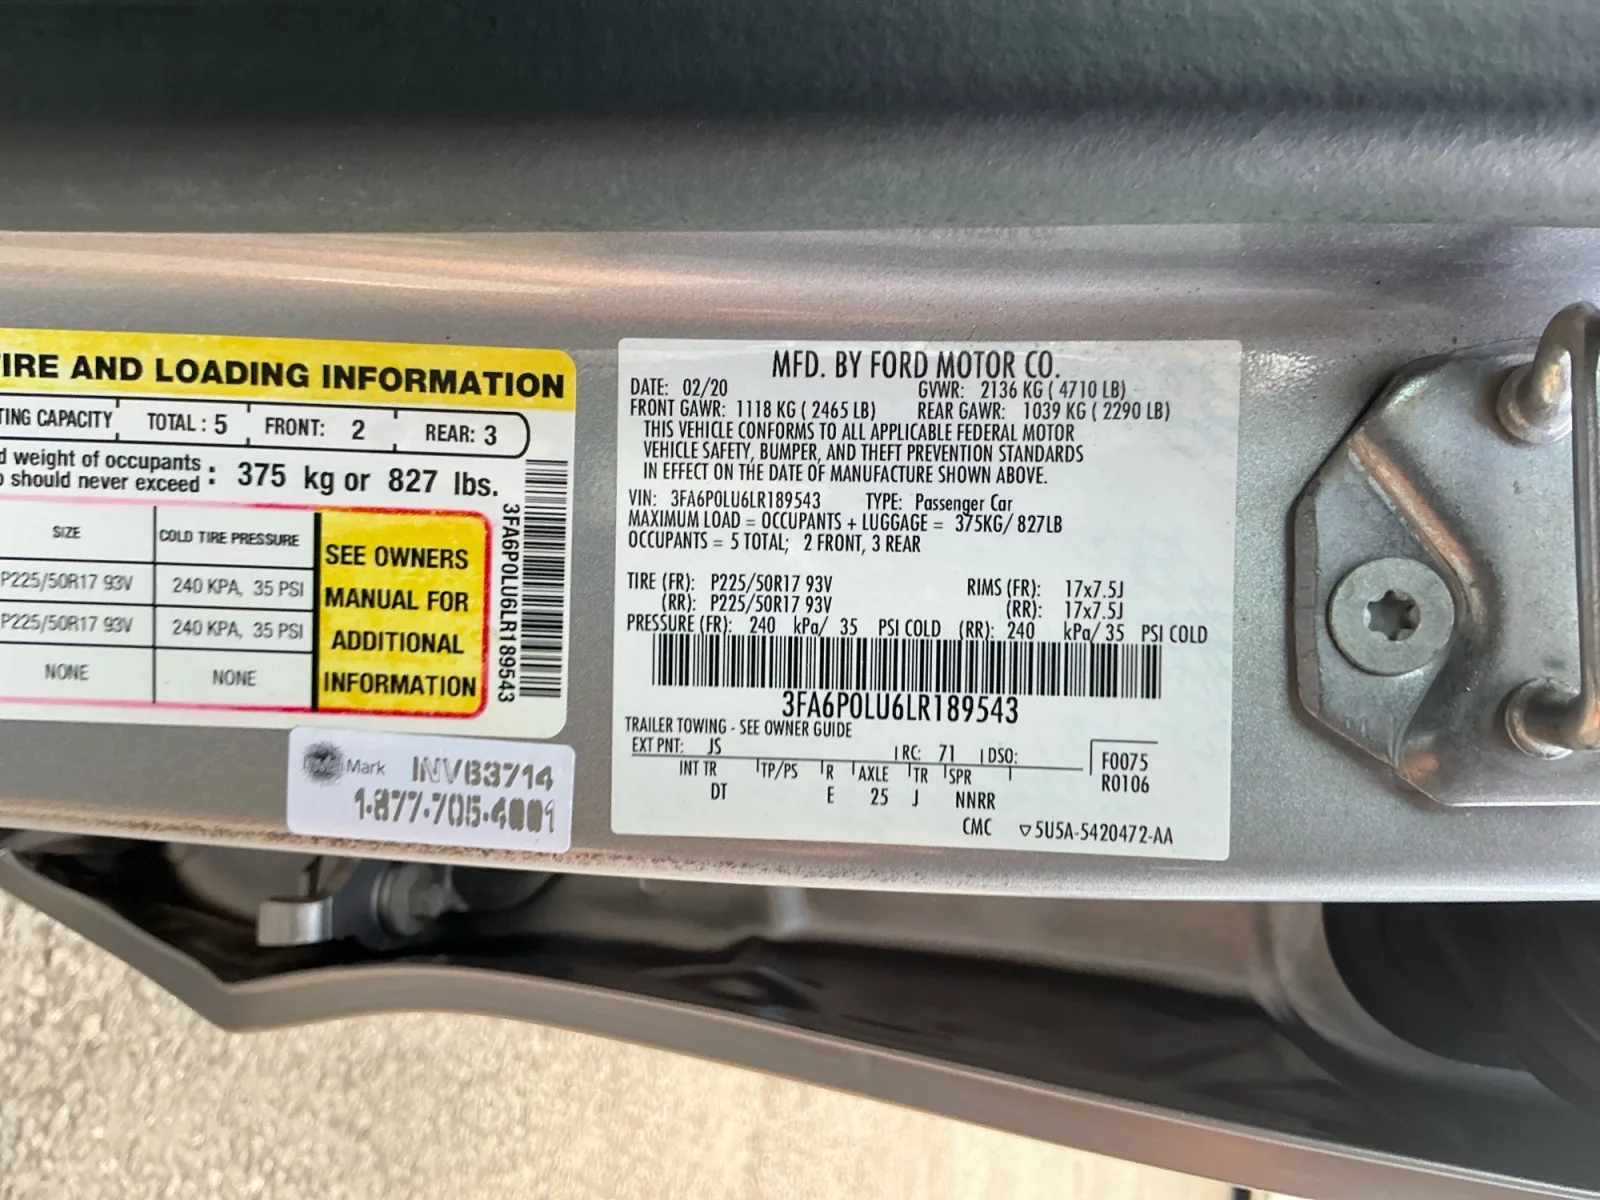 TIRE AND LOADING INFORMATION
TING CAPACITY TOTAL : 5 FRONT: 2 REAR: 3
d weight of occupants
should never exceed : 375 kg or 827 lbs.
SIZE COLD TIRE PRESSURE
P225/50R17 93V 240 KPA, 35 PSI
P225/50R17 93V 240 KPA, 35 PSI
NONE NONE
SEE OWNERS
MANUAL FOR
ADDITIONAL
INFORMATION
3FA6P0LU6LR189543
Mark INV63714
1-877-705-4001
MFD. BY FORD MOTOR CO.
DATE: 02/20 GVWR: 2136 KG ( 4710 LB)
FRONT GAWR: 1118 KG ( 2465 LB) REAR GAWR: 1039 KG ( 2290 LB)
THIS VEHICLE CONFORMS TO ALL APPLICABLE FEDERAL MOTOR
VEHICLE SAFETY, BUMPER, AND THEFT PREVENTION STANDARDS
IN EFFECT ON THE DATE OF MANUFACTURE SHOWN ABOVE.
VIN: 3FA6P0LU6LR189543 TYPE: Passenger Car
MAXIMUM LOAD = OCCUPANTS + LUGGAGE = 375KG/ 827LB
OCCUPANTS = 5 TOTAL; 2 FRONT, 3 REAR
TIRE (FR): P225/50R17 93V RIMS (FR): 17x7.5J
(RR): P225/50R17 93V (RR): 17x7.5J
PRESSURE (FR): 240 kPa/ 35 PSI COLD (RR): 240 kPa/ 35 PSI COLD
3FA6P0LU6LR189543
TRAILER TOWING - SEE OWNER GUIDE
EXT PNT: JS RC: 71 DSO: F0075
R0106
INT TR TP/PS R AXLE TR SPR
DT E 25 J NNRR
CMC ▽5U5A-5420472-AA